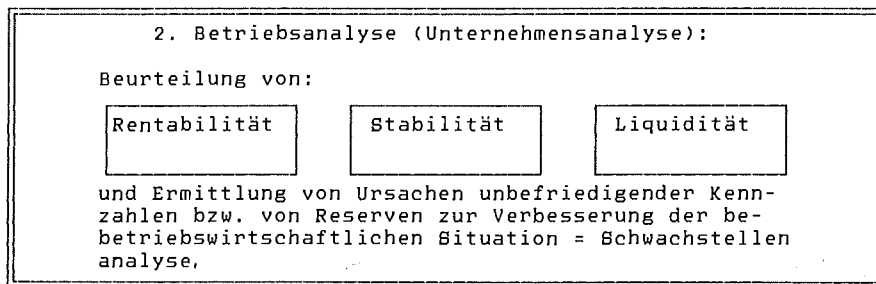 2. Betriebsanalyse (Unternehmensanalyse):
Beurteilung von:
Rentabilität Stabilität Liquidität
und Ermittlung von Ursachen unbefriedigender Kenn-
zahlen bzw. von Reserven zur Verbesserung der be-
betriebswirtschaftlichen Situation = Schwachstellen
analyse.